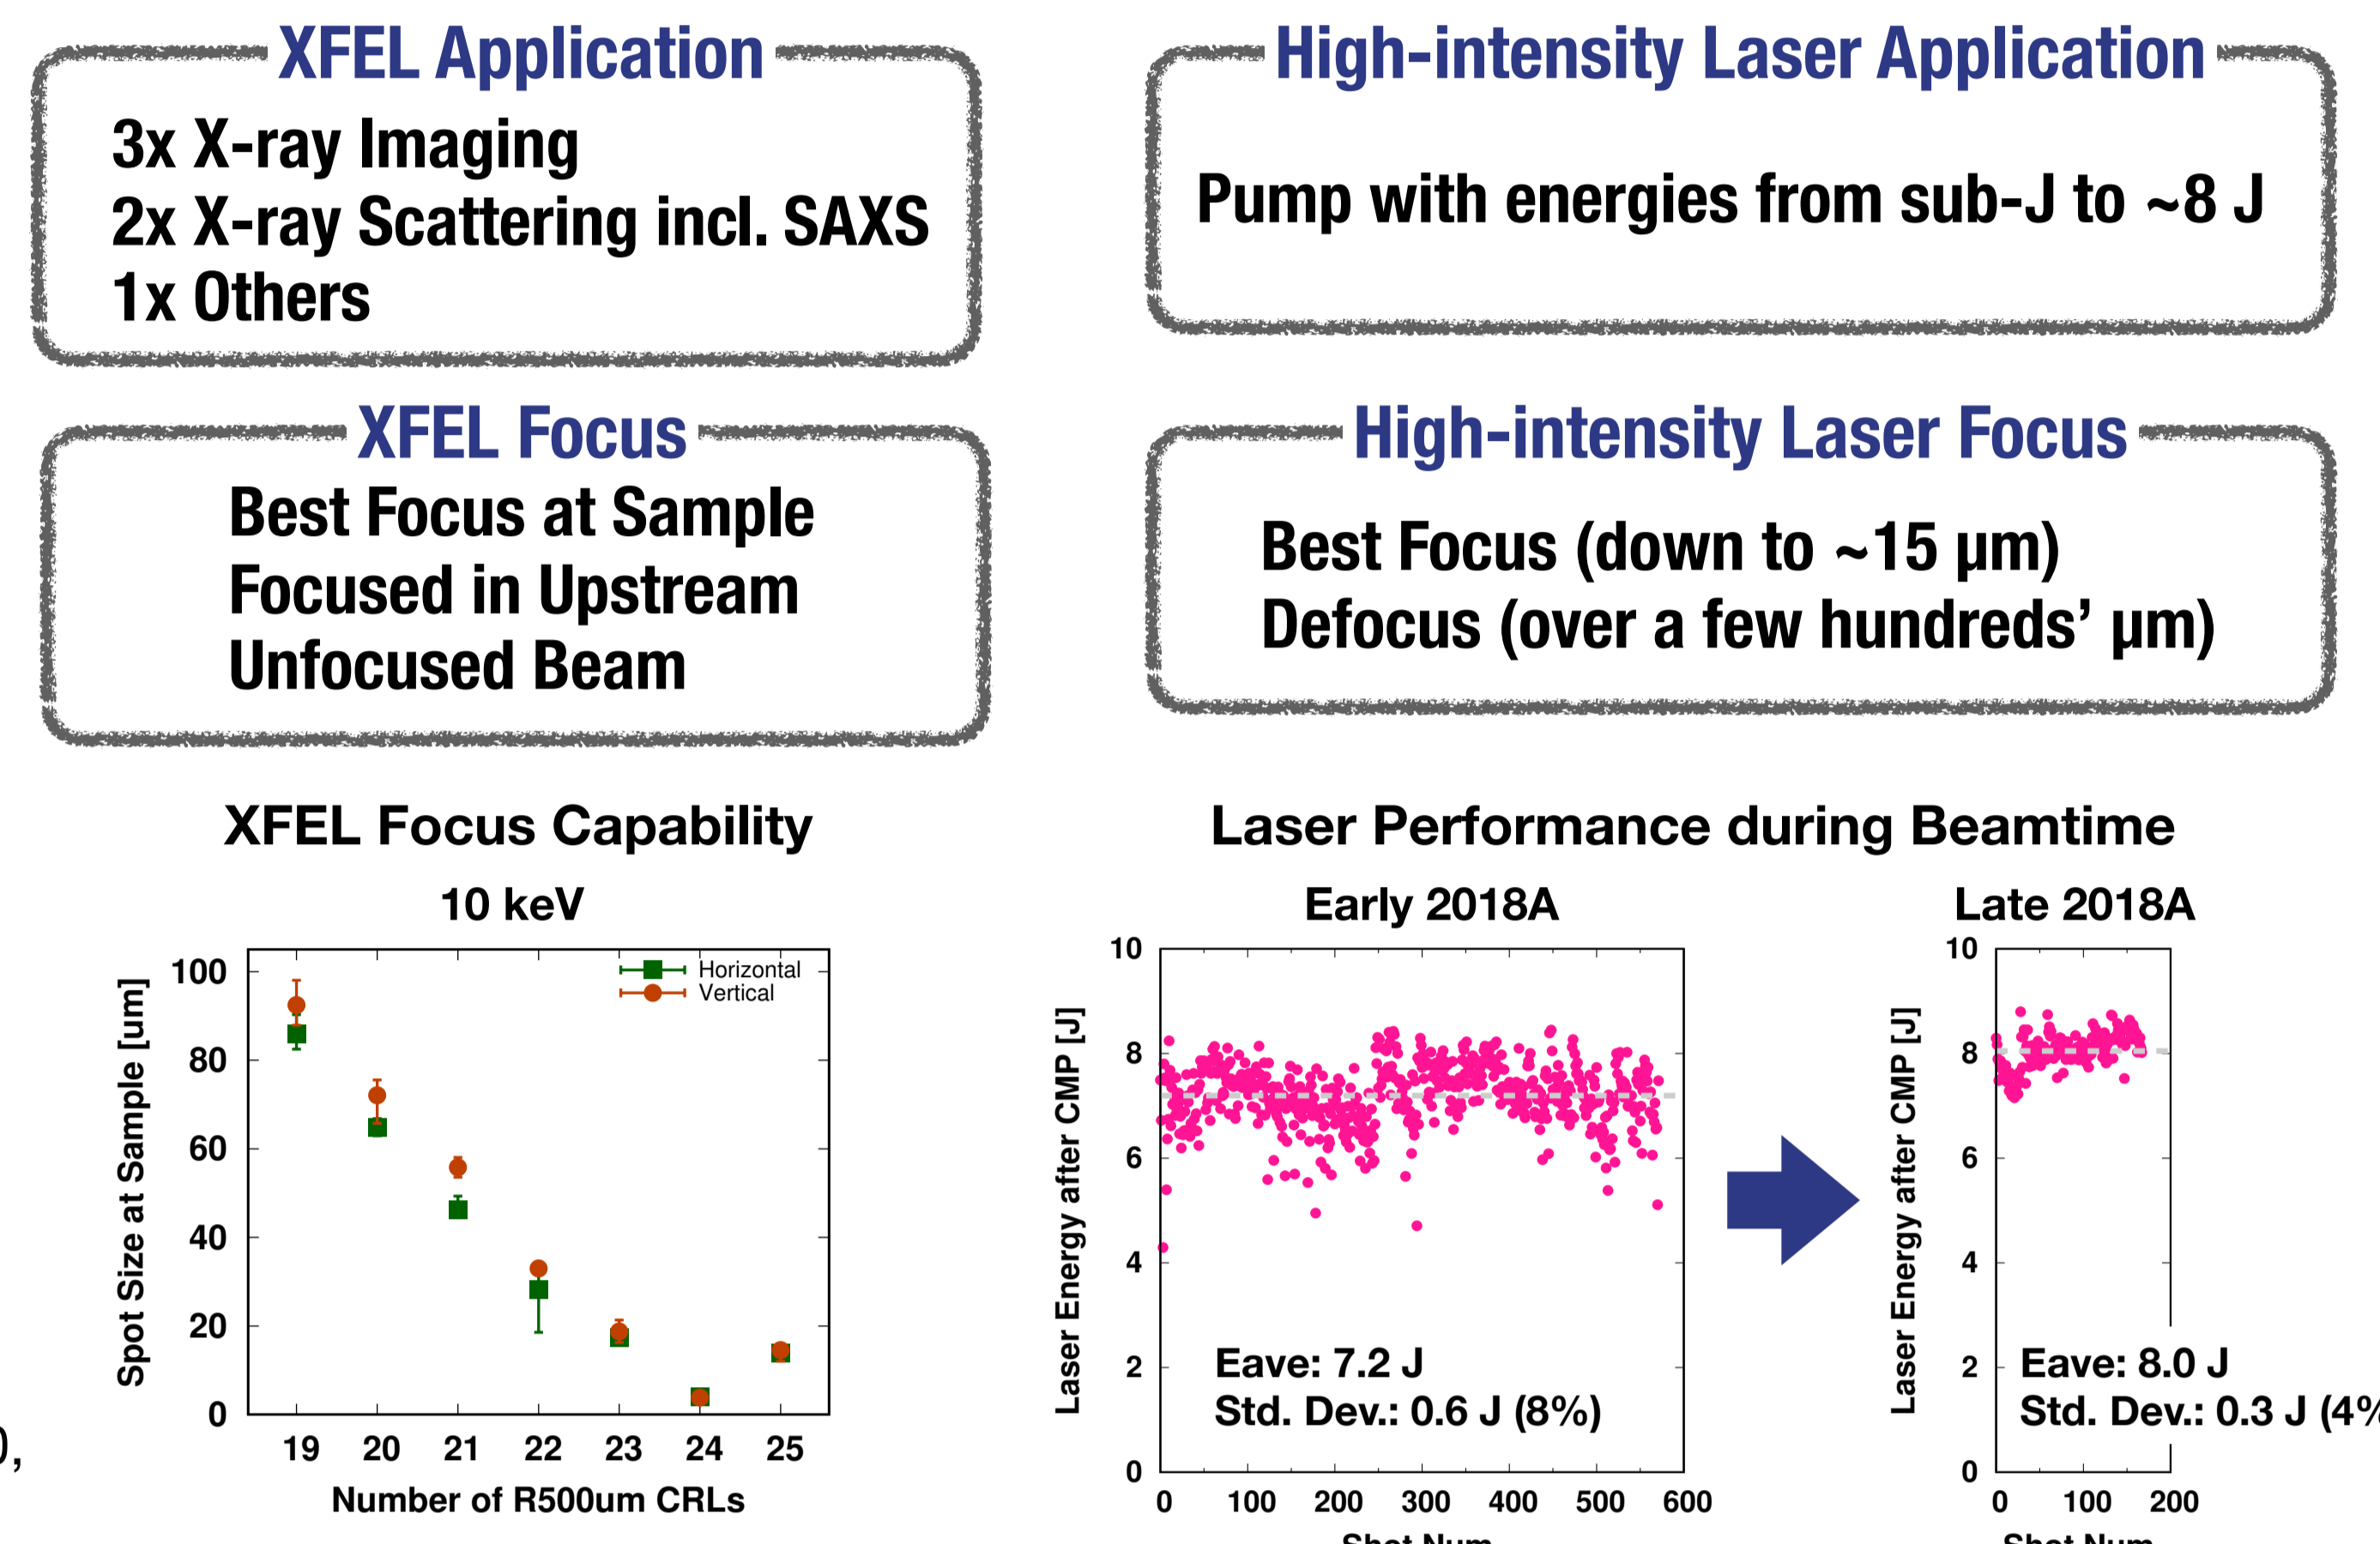 XFEL Application
3x X-ray Imaging
2x X-ray Scattering incl. SAXS
1x Others
High-intensity Laser Application
Pump with energies from sub-J to ~8 J
XFEL Focus
Best Focus at Sample
Focused in Upstream
Unfocused Beam
High-intensity Laser Focus
Best Focus (down to ~15 µm)
Defocus (over a few hundreds’ µm)
XFEL Focus Capability
10 keV
Spot Size at Sample [um]
100
80
60
40
20
0
Horizontal
Vertical
19 20 21 22 23 24 25
Number of R500um CRLs
0,
Laser Performance during Beamtime
Early 2018A
Laser Energy after CMP [J]
10
8
6
4
2
0
Eave: 7.2 J
Std. Dev.: 0.6 J (8%)
0 100 200 300 400 500 600
Shot Num
Late 2018A
Laser Energy after CMP [J]
10
8
6
4
2
0
Eave: 8.0 J
Std. Dev.: 0.3 J (4%
0 100 200
Shot Num